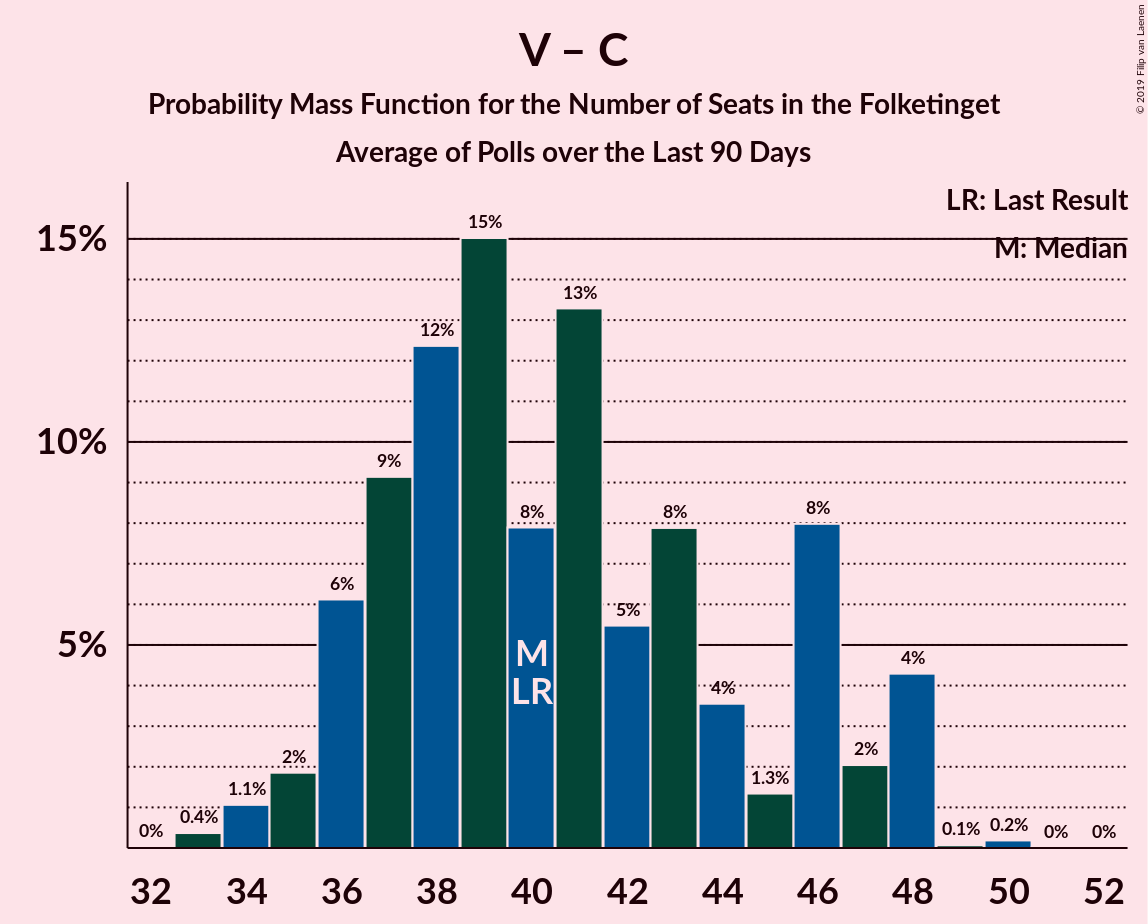 V – C
Probability Mass Function for the Number of Seats in the Folketinget
Average of Polls over the Last 90 Days
© 2019 Filip van Laenen
LR: Last Result
M: Median
15%
10%
5%
0%
0.4%
1.1%
2%
6%
9%
12%
15%
8%
13%
5%
8%
4%
1.3%
8%
2%
4%
0.1%
0.2%
0%
0%
M
LR
32 34 36 38 40 42 44 46 48 50 52